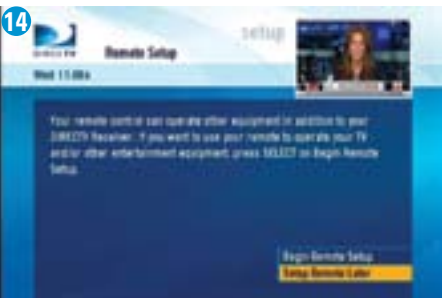 14
setup
DIRECTV
Remote Setup
Wed 11:00a
Your remote control can operate other equipment in addition to your
DIRECTV Receiver. If you want to use your remote to operate your TV
and/or other entertainment equipment, press SELECT on Begin Remote
Setup.
Begin Remote Setup
Setup Remote Later